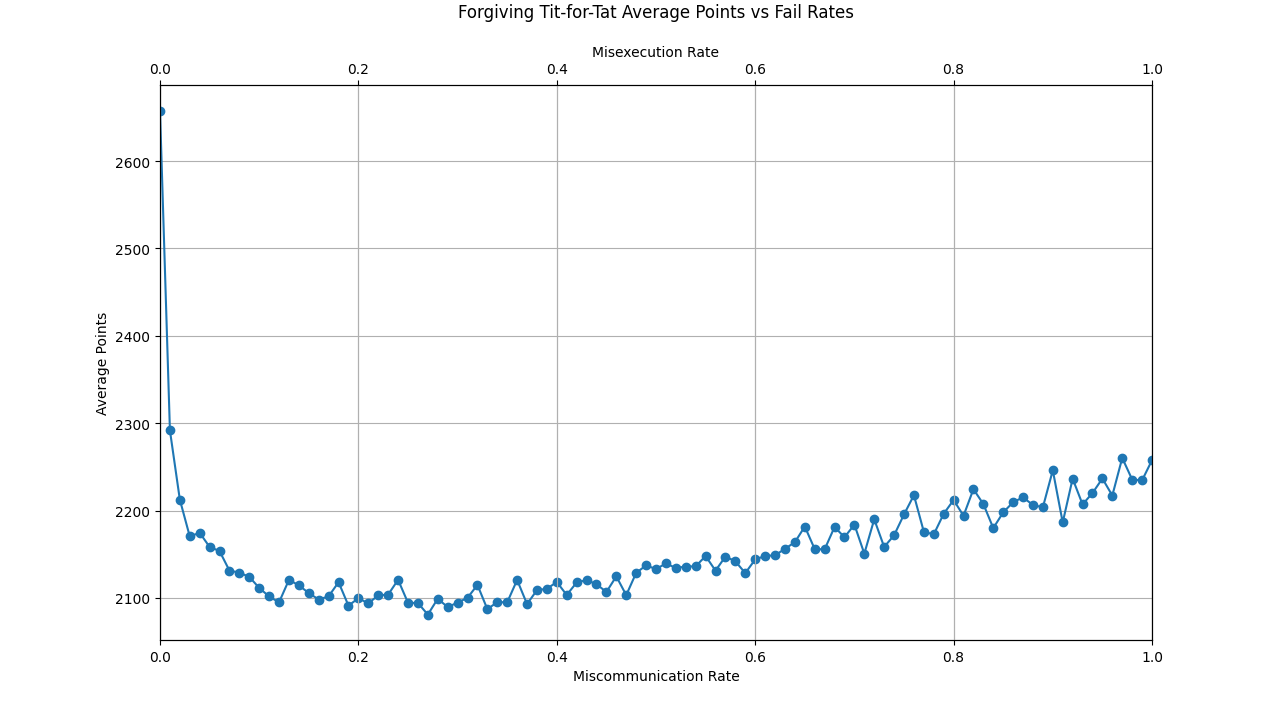 Forgiving Tit-for-Tat Average Points vs Fail Rates
Misexecution Rate
0.0 0.2 0.4 0.6 0.8 1.0
Average Points
2600
2500
2400
2300
2200
2100
0.0 0.2 0.4 0.6 0.8 1.0
Miscommunication Rate